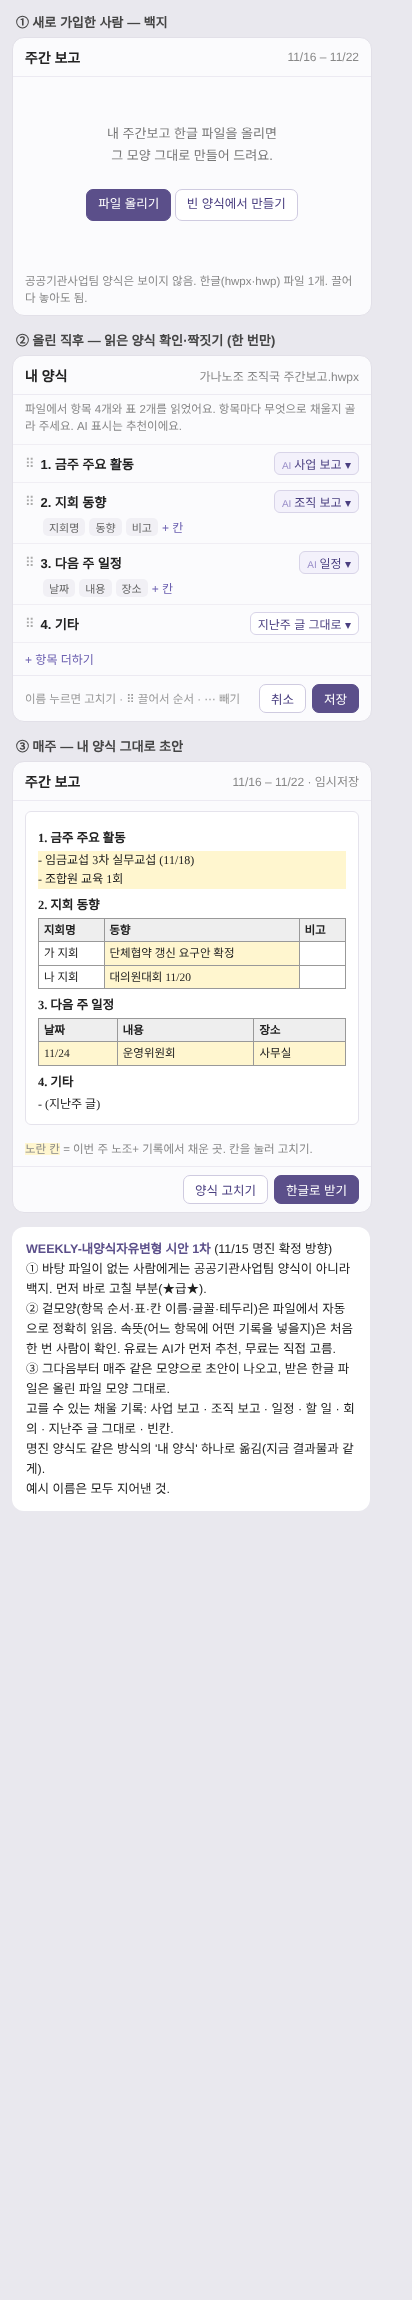 ① 새로 가입한 사람 — 백지
주간 보고
11/16 – 11/22
내 주간보고 한글 파일을 올리면
그 모양 그대로 만들어 드려요.
파일 올리기
빈 양식에서 만들기
공공기관사업팀 양식은 보이지 않음. 한글(hwpx·hwp) 파일 1개. 끌어
다 놓아도 됨.
② 올린 직후 — 읽은 양식 확인·짝짓기 (한 번만)
내 양식
가나노조 조직국 주간보고.hwpx
파일에서 항목 4개와 표 2개를 읽었어요. 항목마다 무엇으로 채울지 골
라 주세요. AI 표시는 추천이에요.
⠿ 1. 금주 주요 활동
AI 사업 보고 ▾
⠿ 2. 지회 동향
AI 조직 보고 ▾
지회명 동향 비고 + 칸
⠿ 3. 다음 주 일정
AI 일정 ▾
날짜 내용 장소 + 칸
⠿ 4. 기타
지난주 글 그대로 ▾
+ 항목 더하기
이름 누르면 고치기 · ⠿ 끌어서 순서 · ⋯ 빼기
취소
저장
③ 매주 — 내 양식 그대로 초안
주간 보고
11/16 – 11/22 · 임시저장
1. 금주 주요 활동
- 임금교섭 3차 실무교섭 (11/18)
- 조합원 교육 1회
2. 지회 동향
지회명 동향 비고
가 지회 단체협약 갱신 요구안 확정
나 지회 대의원대회 11/20
3. 다음 주 일정
날짜 내용 장소
11/24 운영위원회 사무실
4. 기타
- (지난주 글)
노란 칸 = 이번 주 노조+ 기록에서 채운 곳. 칸을 눌러 고치기.
양식 고치기
한글로 받기
WEEKLY-내양식자유변형 시안 1차 (11/15 명진 확정 방향)
① 바탕 파일이 없는 사람에게는 공공기관사업팀 양식이 아니라
백지. 먼저 바로 고칠 부분(★급★).
② 겉모양(항목 순서·표·칸 이름·글꼴·테두리)은 파일에서 자동
으로 정확히 읽음. 속뜻(어느 항목에 어떤 기록을 넣을지)은 처음
한 번 사람이 확인. 유료는 AI가 먼저 추천, 무료는 직접 고름.
③ 그다음부터 매주 같은 모양으로 초안이 나오고, 받은 한글 파
일은 올린 파일 모양 그대로.
고를 수 있는 채울 기록: 사업 보고 · 조직 보고 · 일정 · 할 일 · 회
의 · 지난주 글 그대로 · 빈칸.
명진 양식도 같은 방식의 '내 양식' 하나로 옮김(지금 결과물과 같
게).
예시 이름은 모두 지어낸 것.